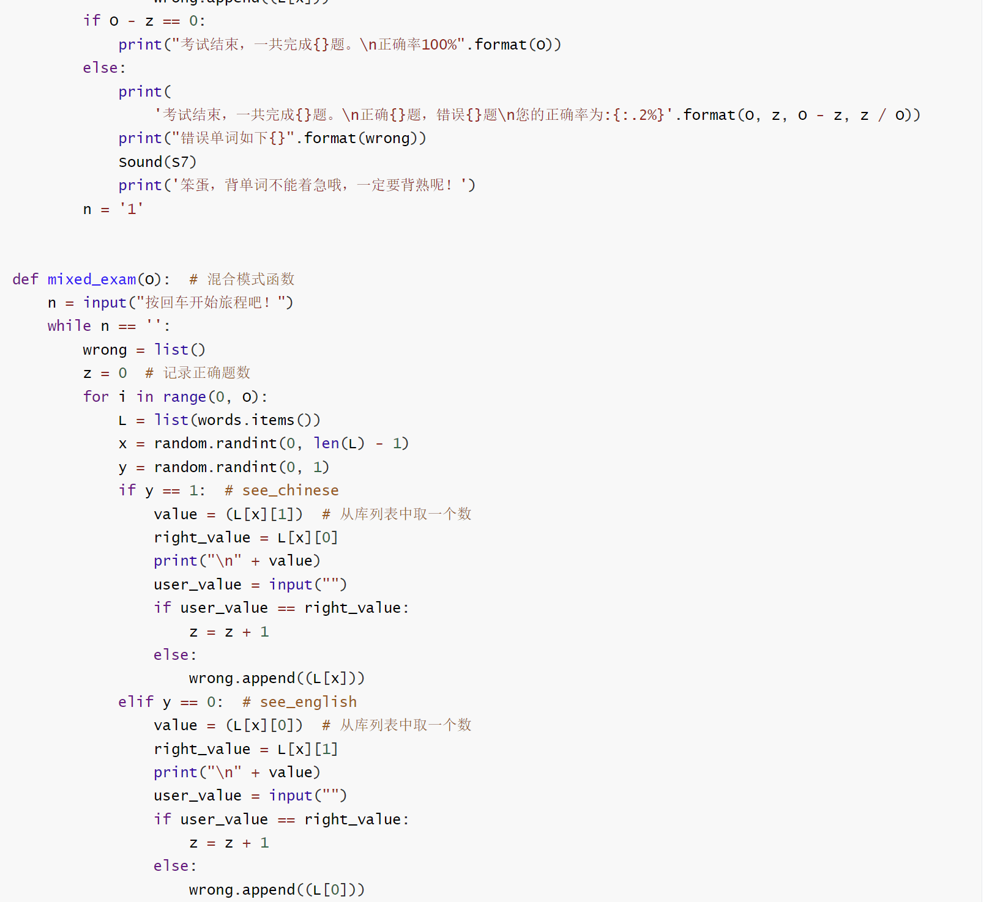 wrong.append((L[x]))
        if O - z == 0:
            print("考试结束，一共完成{}题。\n正确率100%".format(O))
        else:
            print(
                '考试结束，一共完成{}题。\n正确{}题，错误{}题\n您的正确率为:{:.2%}'.format(O, z, O - z, z / O))
            print("错误单词如下{}".format(wrong))
            Sound(S7)
            print('笨蛋，背单词不能着急哦，一定要背熟呢！')
        n = '1'
def mixed_exam(O):  # 混合模式函数
    n = input("按回车开始旅程吧！")
    while n == '':
        wrong = list()
        z = 0  # 记录正确题数
        for i in range(0, O):
            L = list(words.items())
            x = random.randint(0, len(L) - 1)
            y = random.randint(0, 1)
            if y == 1:  # see_chinese
                value = (L[x][1])  # 从库列表中取一个数
                right_value = L[x][0]
                print("\n" + value)
                user_value = input("")
                if user_value == right_value:
                    z = z + 1
                else:
                    wrong.append((L[x]))
            elif y == 0:  # see_english
                value = (L[x][0])  # 从库列表中取一个数
                right_value = L[x][1]
                print("\n" + value)
                user_value = input("")
                if user_value == right_value:
                    z = z + 1
                else:
                    wrong.append((L[0]))